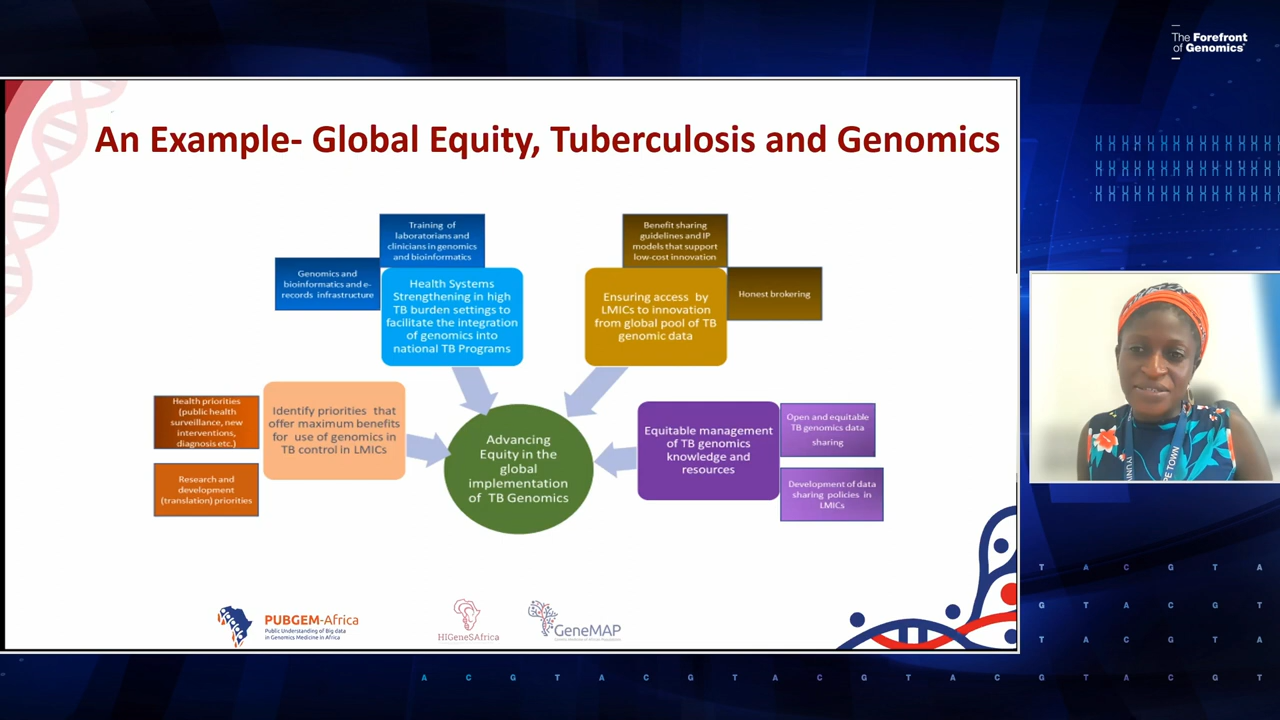 The Forefront
of Genomics®
An Example- Global Equity, Tuberculosis and Genomics
Training of
laboratorians and
clinicians in genomics
and bioinformatics
Genomics and
bioinformatics and e-
records infrastructure
Health Systems
Strengthening in high
TB burden settings to
facilitate the integration
of genomics into
national TB Programs
Benefit sharing
guidelines and IP
models that support
low-cost innovation
Ensuring access by
LMICs to innovation
from global pool of TB
genomic data
Honest brokering
Health priorities
(public health
surveillance, new
interventions,
diagnosis etc.)
Research and
development
(translation) priorities
Identify priorities that
offer maximum benefits
for use of genomics in
TB control in LMICs
Advancing
Equity in the
global
implementation
of TB Genomics
Equitable management
of TB genomics
knowledge and
resources
Open and equitable
TB genomics data
sharing
Development of data
sharing policies in
LMICs
PE TOWN
PUBGEM-Africa
Public Understanding of Big data
in Genomics Medicine in Africa
HIGeneSAfrica
GeneMAP
T A C G T A
G T A C G T
T A C G T A
A C G T A C G T A C G T A C G T A C G T